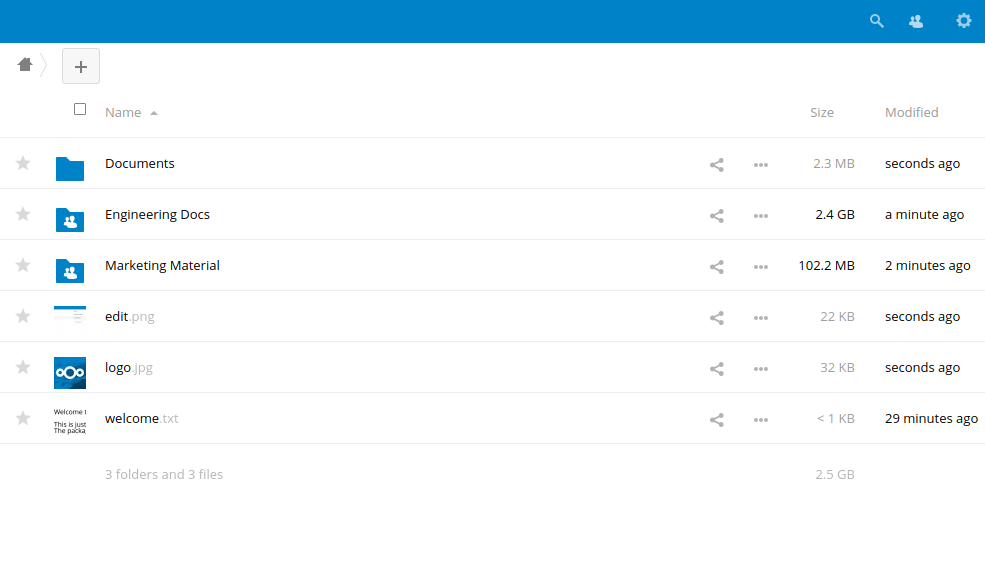 Name Size Modified
Documents 2.3 MB seconds ago
Engineering Docs 2.4 GB a minute ago
Marketing Material 102.2 MB 2 minutes ago
edit.png 22 KB seconds ago
logo.jpg 32 KB seconds ago
Welcome t
This is just
The packa
welcome.txt < 1 KB 29 minutes ago
3 folders and 3 files 2.5 GB